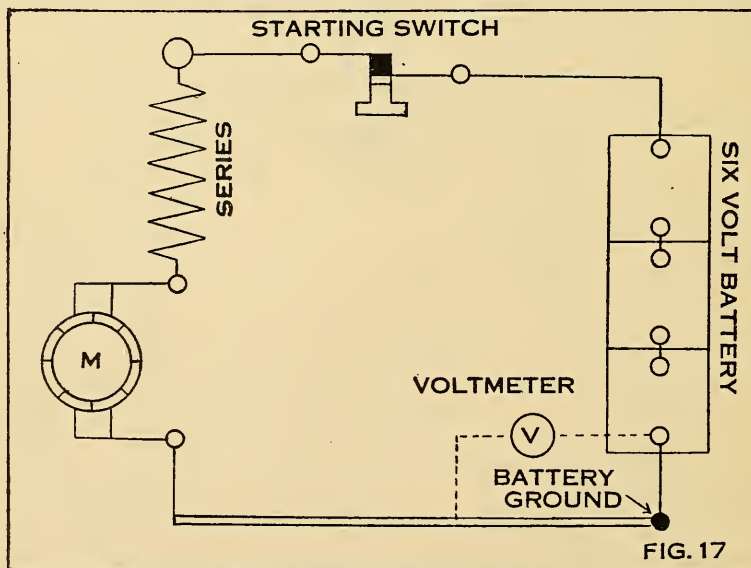 STARTING SWITCH
SERIES
SIX VOLT BATTERY
M
VOLTMETER
V
BATTERY
GROUND
FIG. 17